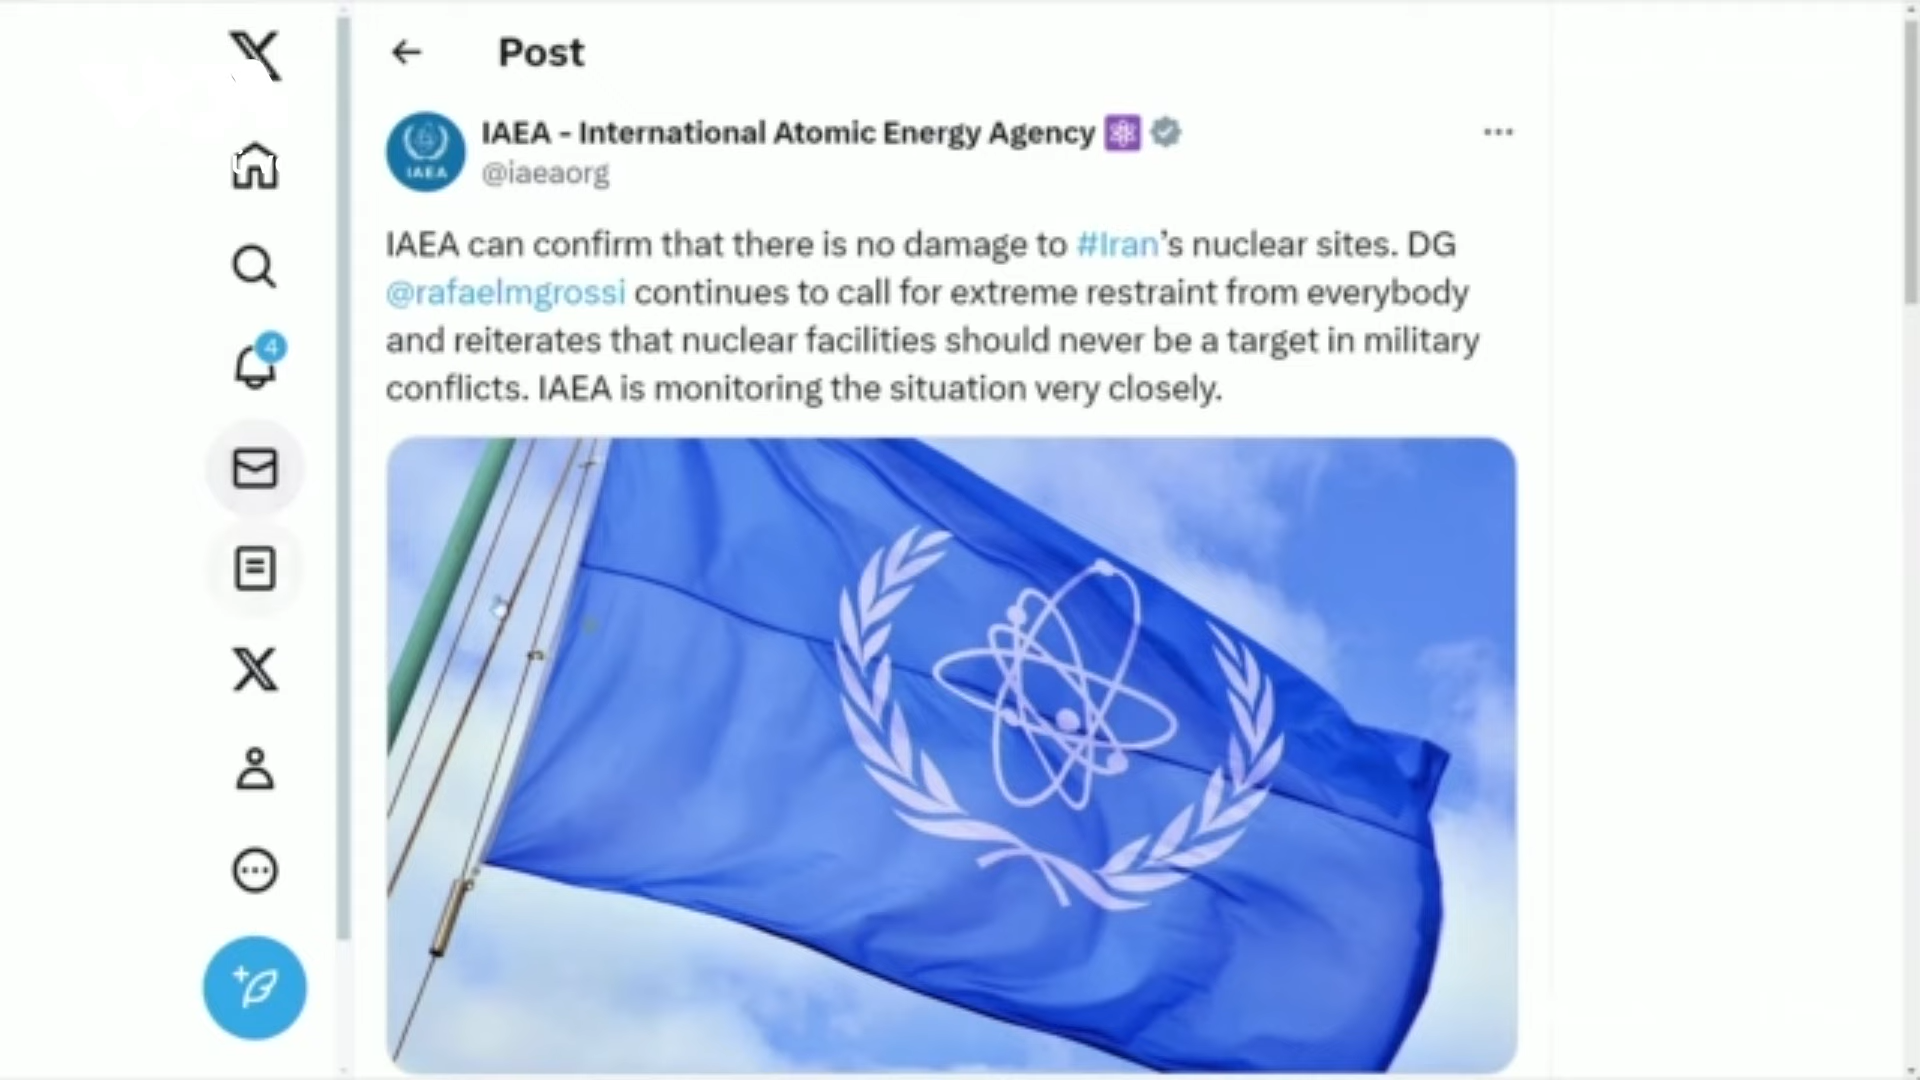 Post
IAEA - International Atomic Energy Agency
@iaeaorg
IAEA can confirm that there is no damage to #Iran's nuclear sites. DG
@rafaelmgrossi continues to call for extreme restraint from everybody
and reiterates that nuclear facilities should never be a target in military
conflicts. IAEA is monitoring the situation very closely.
4
IAEA